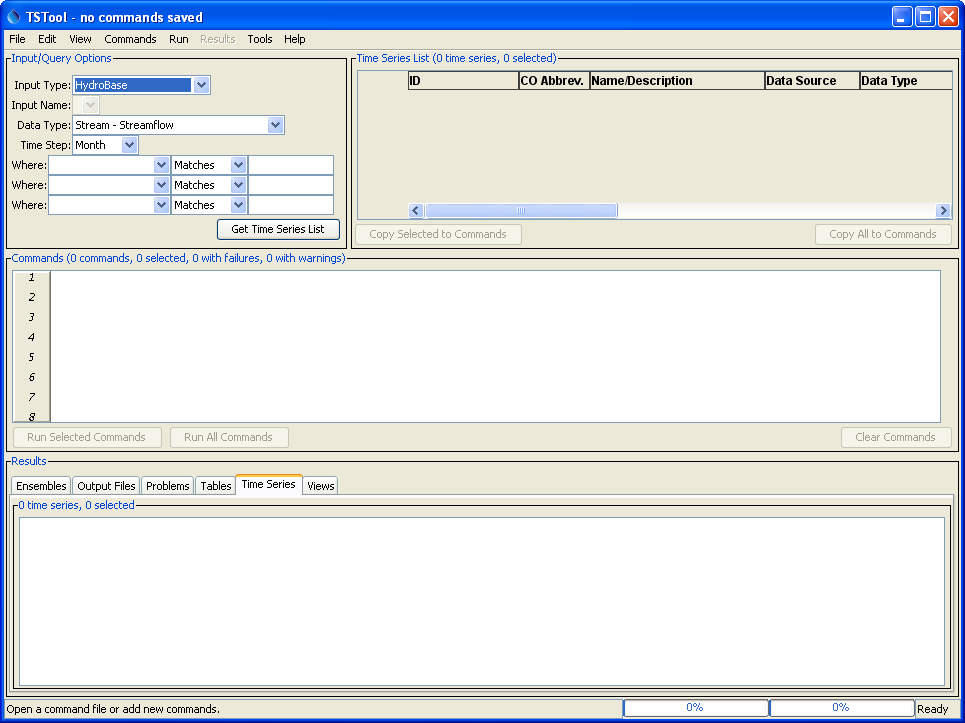 TSTool - no commands saved
File Edit View Commands Run Results Tools Help
Input/Query Options
Input Type: HydroBase
Input Name:
Data Type: Stream - Streamflow
Time Step: Month
Where: Matches
Where: Matches
Where: Matches
Get Time Series List
Time Series List (0 time series, 0 selected)
ID CO Abbrev. Name/Description Data Source Data Type
Copy Selected to Commands Copy All to Commands
Commands (0 commands, 0 selected, 0 with failures, 0 with warnings)
1
2
3
4
5
6
7
8
Run Selected Commands Run All Commands Clear Commands
Results
Ensembles Output Files Problems Tables Time Series Views
0 time series, 0 selected
Open a command file or add new commands. 0% 0% Ready